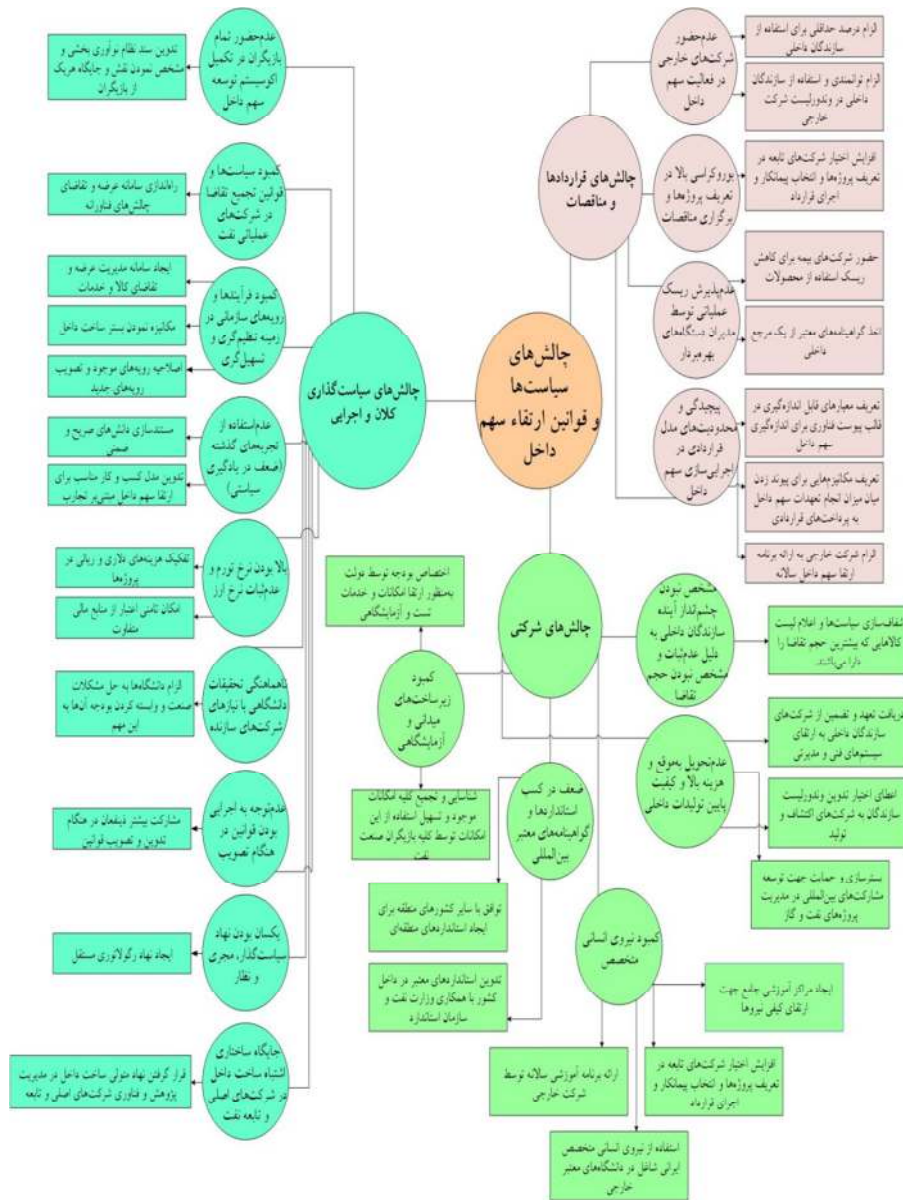 چالش‌های
سیاست‌ها
و قوانین ارتقاء سهم
داخل
چالش‌های قراردادها
و مناقصات
عدم‌حضور
شرکت‌های خارجی
در فعالیت سهم
داخل
الزام درصد حداقلی برای استفاده از
سازندگان داخلی
الزام توانمندی و استفاده از سازندگان
داخلی در وندورلیست شرکت
خارجی
بوروکراسی بالا در
تعریف پروژه‌ها و
برگزاری مناقصات
افزایش اختیار شرکت‌های تابعه در
تعریف پروژه‌ها و انتخاب پیمانکار و
اجرای قرارداد
عدم‌پذیرش ریسک
عملیاتی توسط
مدیران دستگاه‌های
بهره‌بردار
حضور شرکت‌های بیمه برای کاهش
ریسک استفاده از محصولات
اخذ گواهینامه‌های معتبر از یک مرجع
داخلی
پیچیدگی و
محدودیت‌های مدل
قراردادی در
اجرایی‌سازی سهم
داخل
تعریف معیارهای قابل اندازه‌گیری در
قالب پیوست فناوری برای اندازه‌گیری
سهم داخل
تعریف مکانیزم‌هایی برای پیوند زدن
میان میزان انجام تعهدات سهم داخل
به پرداخت‌های قراردادی
الزام شرکت خارجی به ارائه برنامه
ارتقا سهم داخل سالانه
چالش‌های سیاست‌گذاری
کلان و اجرایی
عدم‌حضور تمام
بازیگران در تکمیل
اکوسیستم توسعه
سهم داخل
تدوین سند نظام نوآوری بخشی و
مشخص نمودن نقش و جایگاه هریک
از بازیگران
کمبود سیاست‌ها و
قوانین تجمیع تقاضا
در شرکت‌های
عملیاتی نفت
راه‌اندازی سامانه عرضه و تقاضای
چالش‌های فناورانه
کمبود فرآیندها و
رویه‌های سازمانی در
زمینه تنظیم‌گری و
تسهیل‌گری
ایجاد سامانه مدیریت عرضه و
تقاضای کالا و خدمات
مکانیزه نمودن بستر ساخت داخل
اصلاحیه رویه‌های موجود و تصویب
رویه‌های جدید
عدم‌استفاده از
تجربه‌های گذشته
(ضعف در یادگیری
سیاستی)
مستندسازی دانش‌های صریح و
ضمنی
تدوین مدل کسب و کار مناسب برای
ارتقا سهم داخل مبتنی‌بر تجارب
بالا بودن نرخ تورم و
عدم‌ثبات نرخ ارز
تفکیک هزینه‌های دلاری و ریالی در
پروژه‌ها
امکان تامین اعتبار از منابع مالی
متفاوت
ناهماهنگی تحقیقات
دانشگاهی با نیازهای
شرکت‌های سازنده
الزام دانشگاه‌ها به حل مشکلات
صنعت و وابسته کردن بودجه آن‌ها به
این مهم
عدم‌توجه به اجرایی
بودن قوانین در
هنگام تصویب
مشارکت بیشتر ذینفعان در هنگام
تدوین و تصویب قوانین
یکسان بودن نهاد
سیاست‌گذار، مجری
و نظار
ایجاد نهاد رگولاتوری مستقل
جایگاه ساختاری
اشتباه ساخت داخل
در شرکت‌های اصلی
و تابعه نفت
قرار گرفتن نهاد متولی ساخت داخل در مدیریت
پژوهش و فناوری شرکت‌های اصلی و تابعه
چالش‌های شرکتی
مشخص نبودن
چشم‌انداز آینده
سازندگان داخلی به
دلیل عدم‌ثبات و
مشخص نبودن حجم
تقاضا
شفاف‌سازی سیاست‌ها و اعلام لیست
کالاهایی که بیشترین حجم تقاضا را
دارا می‌باشند.
عدم‌تحویل به‌موقع و
هزینه بالا و کیفیت
پایین تولیدات داخلی
دریافت تعهد و تضمین از شرکت‌های
سازندگان داخلی به ارتقای
سیستم‌های فنی و مدیرتی
اعطای اختیار تدوین وندورلیست
سازندگان به شرکت‌های اکتشاف و
تولید
بسترسازی و حمایت جهت توسعه
مشارکت‌های بین‌المللی در مدیریت
پروژه‌های نفت و گاز
کمبود
زیرساخت‌های
میدانی و
آزمایشگاهی
اختصاص بودجه توسط دولت
به‌منظور ارتقا امکانات و خدمات
تست و آزمایشگاهی
شناسایی و تجمیع کلیه امکانات
موجود و تسهیل استفاده از این
امکانات توسط کلیه بازیگران صنعت
نفت
ضعف در کسب
استانداردها و
گواهینامه‌های معتبر
بین‌المللی
توافق با سایر کشورهای منطقه برای
ایجاد استانداردهای منطقه‌ای
تدوین استانداردهای معتبر در داخل
کشور با همکاری وزارت نفت و
سازمان استاندارد
کمبود نیروی انسانی
متخصص
ایجاد مراکز آموزشی جامع جهت
ارتقای کیفی نیروها
افزایش اختیار شرکت‌های تابعه در
تعریف پروژه‌ها و انتخاب پیمانکار و
اجرای قرارداد
ارائه برنامه آموزشی سالانه توسط
شرکت خارجی
استفاده از نیروی انسانی متخصص
ایرانی شاغل در دانشگاه‌های معتبر
خارجی